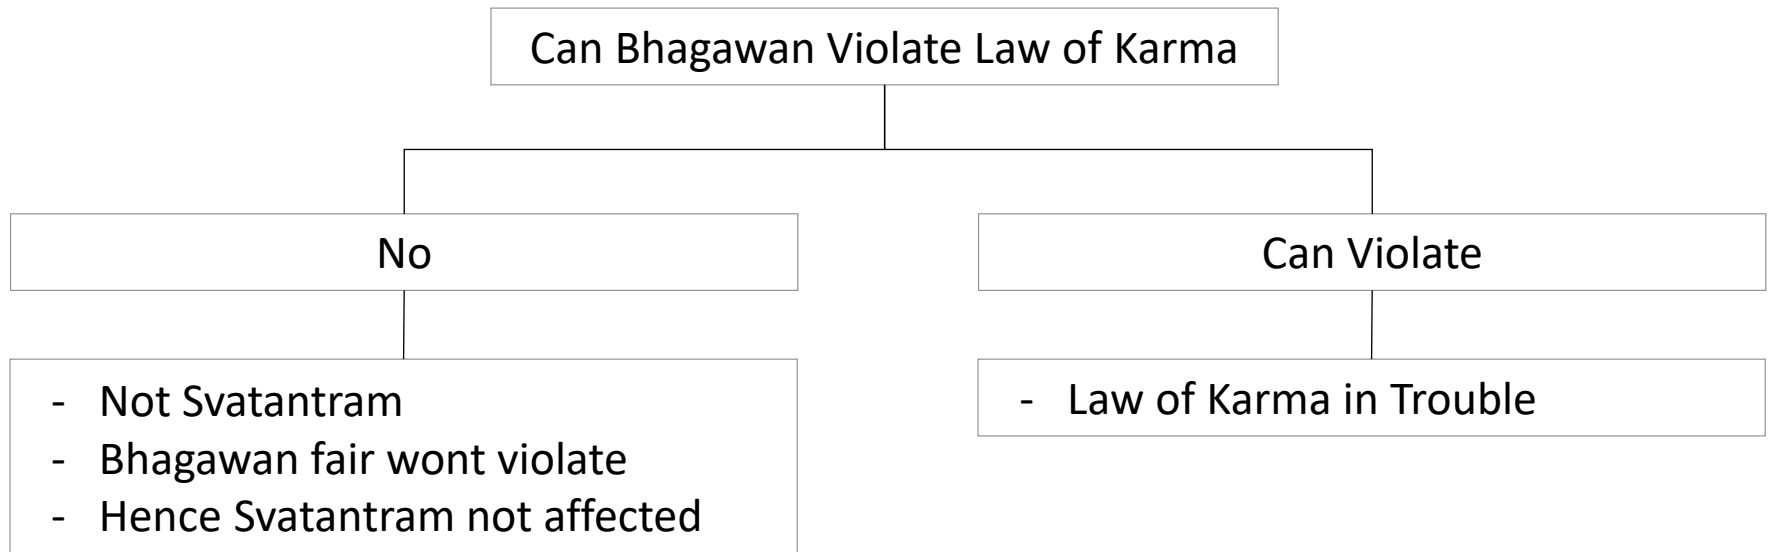 Can Bhagawan Violate Law of Karma
No
Can Violate
- Not Svatantram
- Bhagawan fair wont violate
- Hence Svatantram not affected
- Law of Karma in Trouble